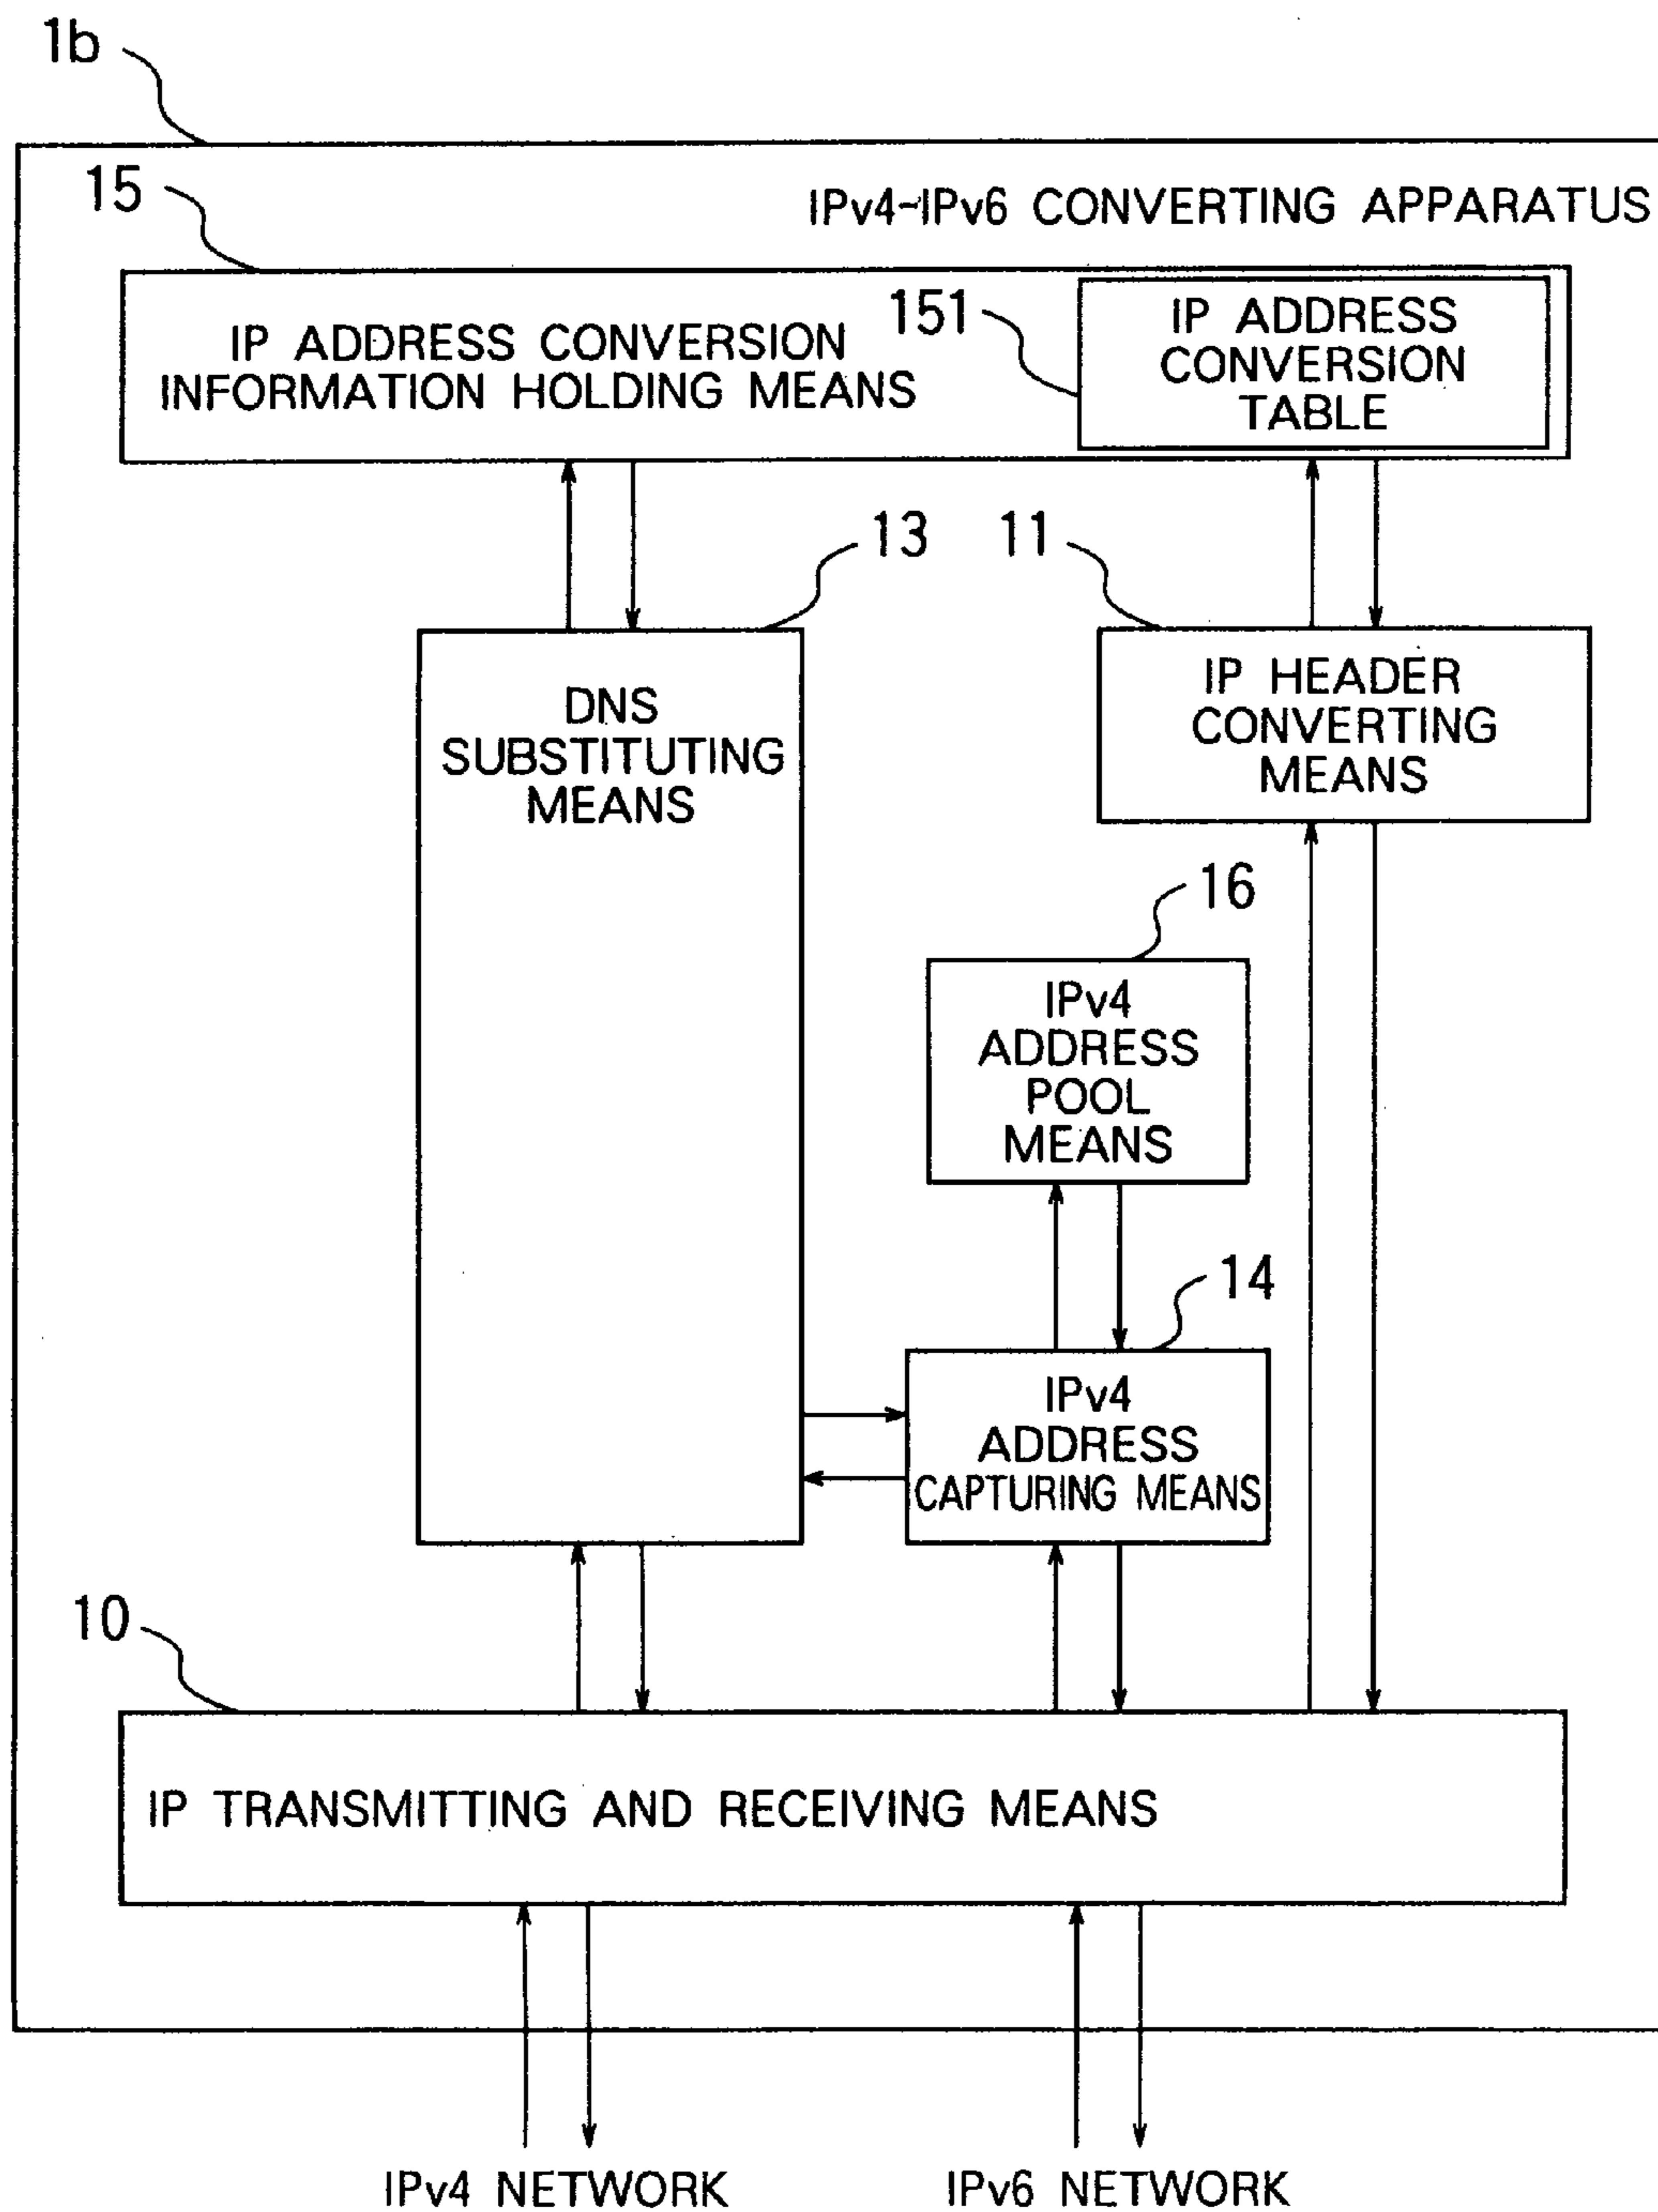 1b
15
IPv4-IPv6 CONVERTING APPARATUS
IP ADDRESS CONVERSION
INFORMATION HOLDING MEANS
151
IP ADDRESS
CONVERSION
TABLE
13
11
DNS
SUBSTITUTING
MEANS
IP HEADER
CONVERTING
MEANS
16
IPv4
ADDRESS
POOL
MEANS
14
IPv4
ADDRESS
CAPTURING MEANS
10
IP TRANSMITTING AND RECEIVING MEANS
IPv4 NETWORK
IPv6 NETWORK